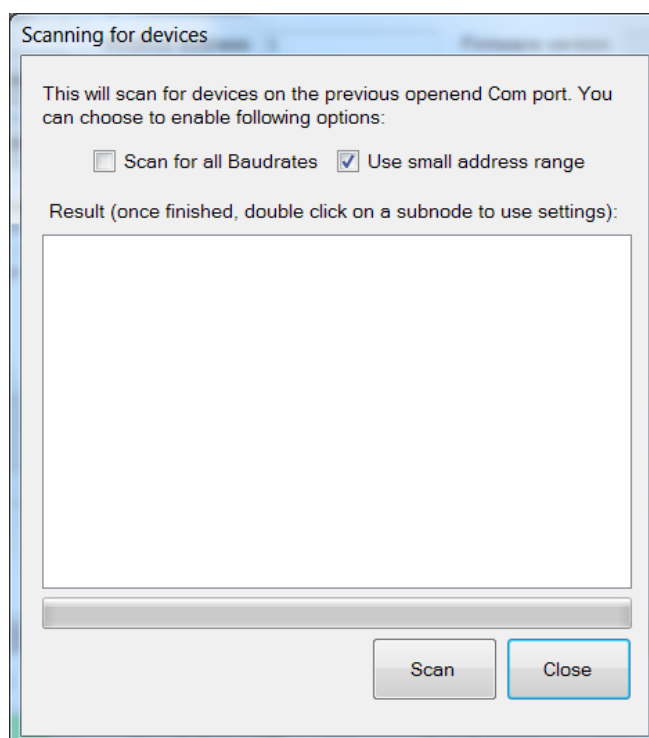 Scanning for devices
This will scan for devices on the previous openend Com port. You
can choose to enable following options:
Scan for all Baudrates Use small address range
Result (once finished, double click on a subnode to use settings):
Scan Close